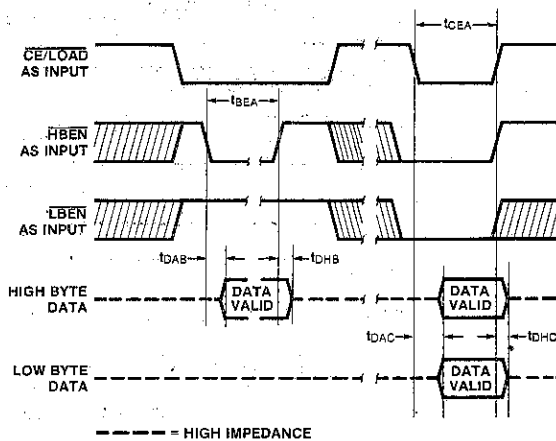 tCEA
CE/LOAD
AS INPUT
tBEA
HBEN
AS INPUT
LBEN
AS INPUT
tDAB
tDHB
HIGH BYTE
DATA
DATA
VALID
DATA
VALID
tDAC
tDHC
LOW BYTE
DATA
DATA
VALID
= HIGH IMPEDANCE